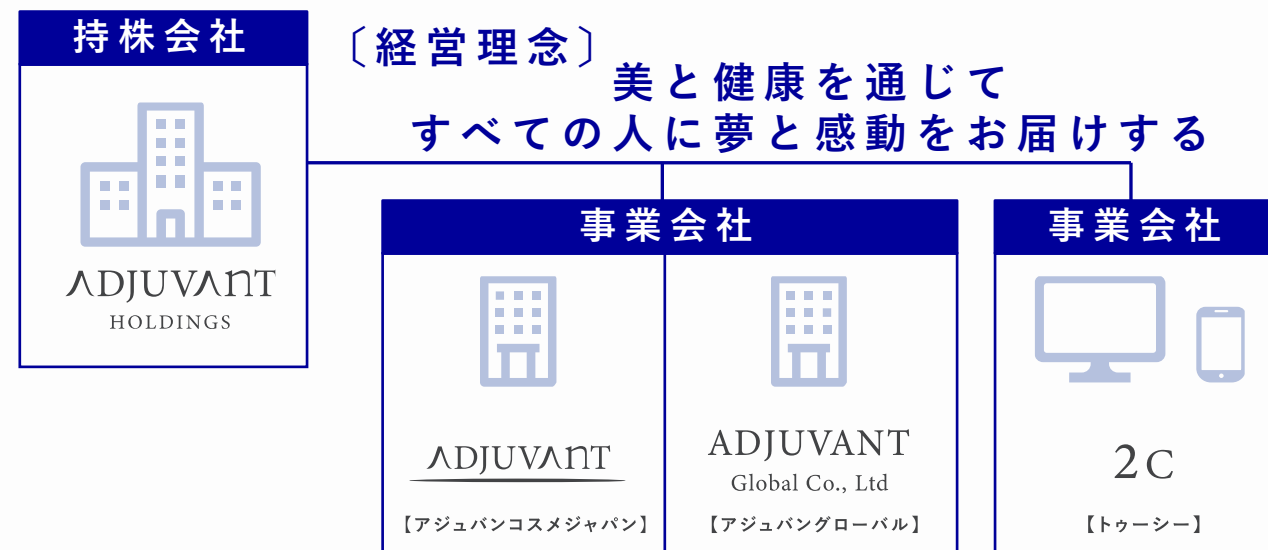 持株会社
〔経営理念〕
美と健康を通じて
すべての人に夢と感動をお届けする
ADJUVANT
HOLDINGS
事業会社
ADJUVANT
【アジュバンコスメジャパン】
ADJUVANT
Global Co., Ltd
【アジュバングローバル】
事業会社
2C
【トゥーシー】